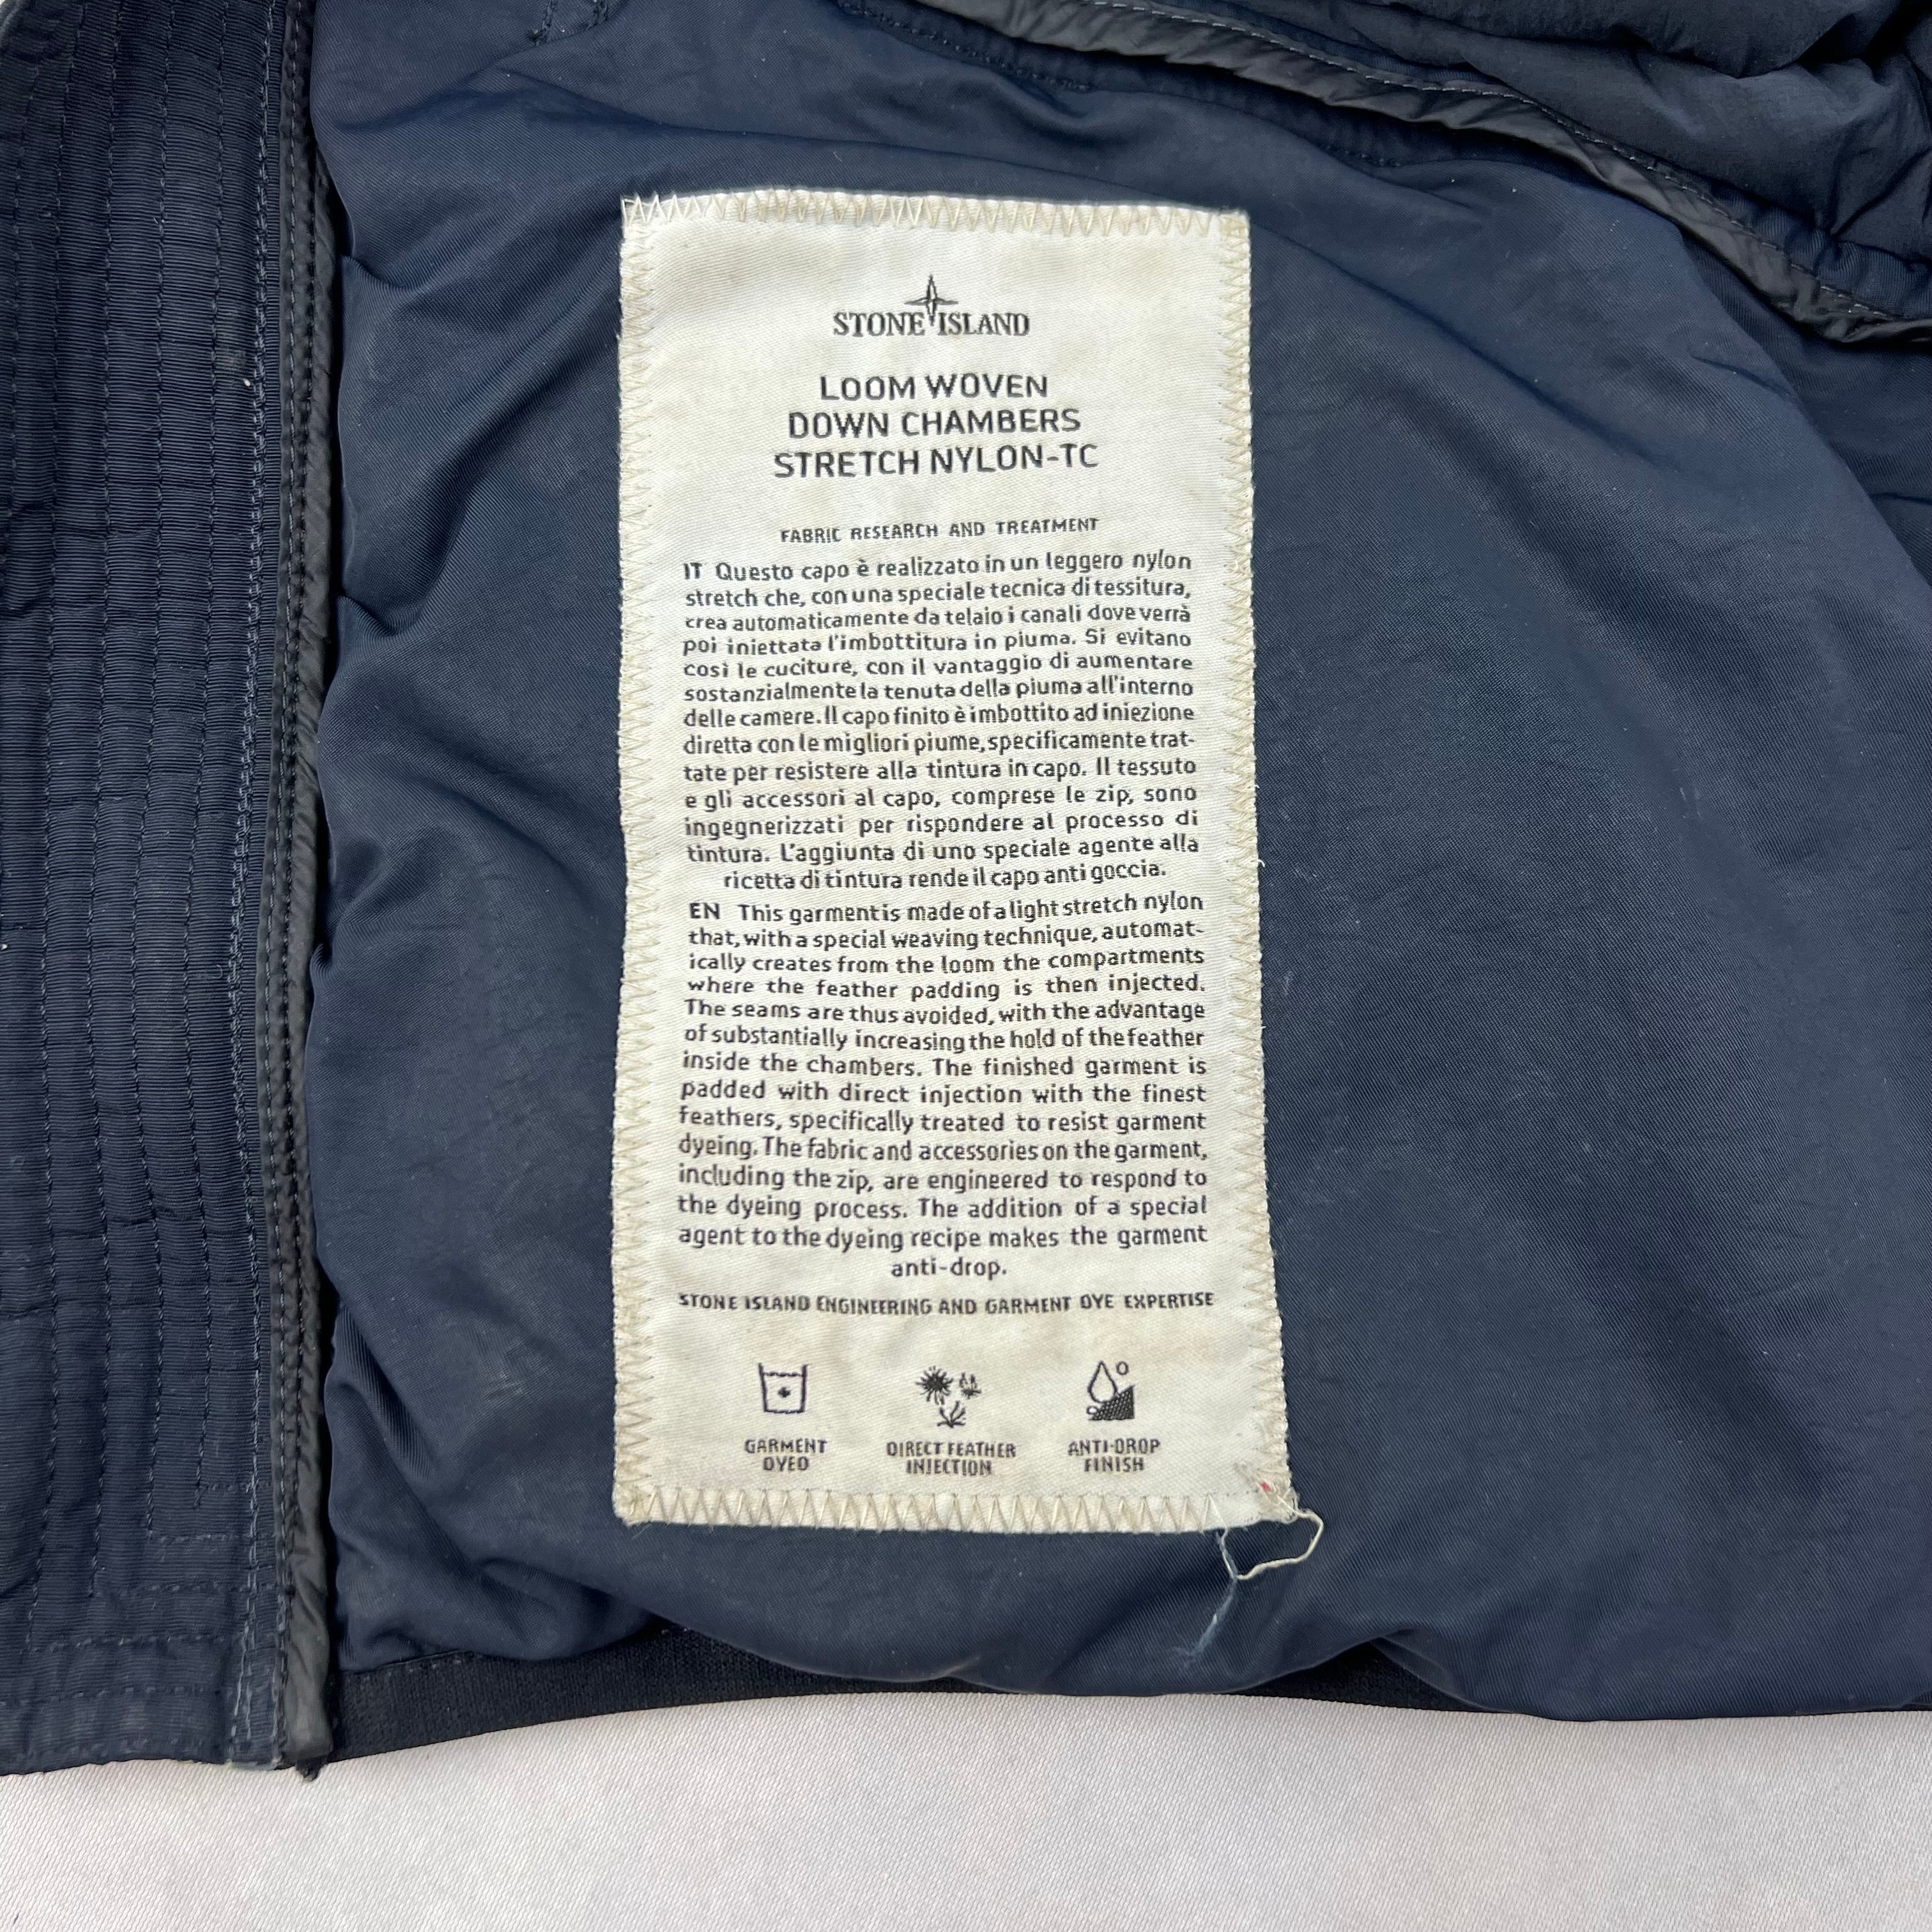 STONE ISLAND
LOOM WOVEN
DOWN CHAMBERS
STRETCH NYLON-TC
FABRIC RESEARCH AND TREATMENT
IT Questo capo è realizzato in un leggero nylon
stretch che, con una speciale tecnica di tessitura,
crea automaticamente da telaio i canali dove verrà
poi iniettata l'imbottitura in piuma. Si evitano
così le cuciture, con il vantaggio di aumentare
sostanzialmente la tenuta della piuma all'interno
delle camere. Il capo finito è imbottito ad iniezione
diretta con le migliori piume, specificamente trat-
tate per resistere alla tintura in capo. Il tessuto
e gli accessori al capo, comprese le zip, sono
ingegnerizzati per rispondere al processo di
tintura. L'aggiunta di uno speciale agente alla
ricetta di tintura rende il capo anti goccia.
EN This garment is made of a light stretch nylon
that, with a special weaving technique, automat-
ically creates from the loom the compartments
where the feather padding is then injected.
The seams are thus avoided, with the advantage
of substantially increasing the hold of the feather
inside the chambers. The finished garment is
padded with direct injection with the finest
feathers, specifically treated to resist garment
dyeing. The fabric and accessories on the garment,
including the zip, are engineered to respond to
the dyeing process. The addition of a special
agent to the dyeing recipe makes the garment
anti-drop.
STONE ISLAND ENGINEERING AND GARMENT DYE EXPERTISE
GARMENT
DYED
DIRECT FEATHER
INJECTION
ANTI-DROP
FINISH